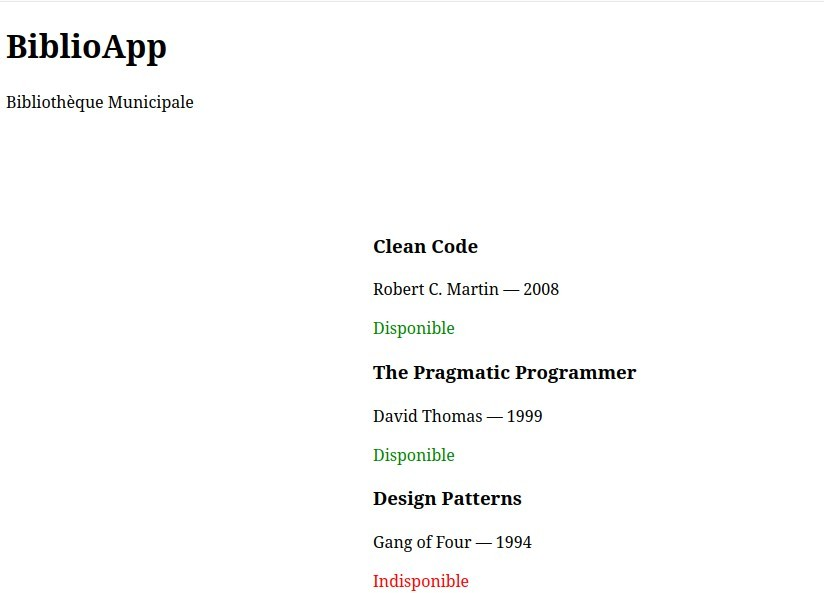 BiblioApp
Bibliothèque Municipale
Clean Code
Robert C. Martin — 2008
Disponible
The Pragmatic Programmer
David Thomas — 1999
Disponible
Design Patterns
Gang of Four — 1994
Indisponible